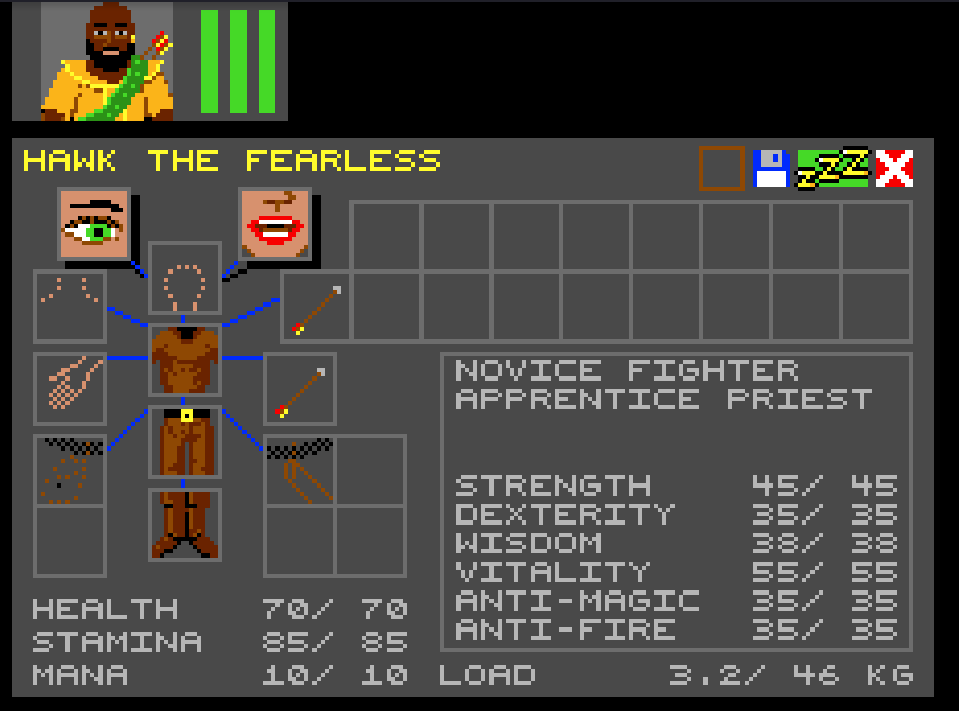 HAWK THE FEARLESS
ZZZ
NOVICE FIGHTER
APPRENTICE PRIEST
STRENGTH 45/ 45
DEXTERITY 35/ 35
WISDOM 38/ 38
VITALITY 55/ 55
ANTI-MAGIC 35/ 35
ANTI-FIRE 35/ 35
HEALTH 70/ 70
STAMINA 85/ 85
MANA 10/ 10
LOAD 3.2/ 46 KG